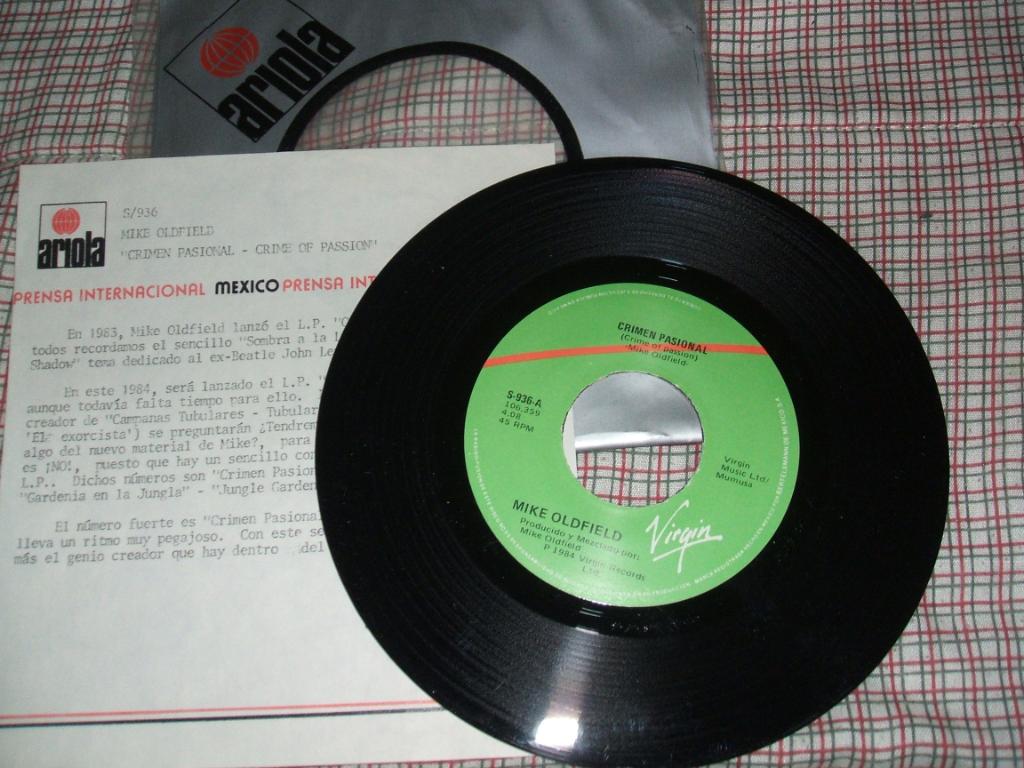 ariola
ariola
S/936
MIKE OLDFIELD
"CRIMEN PASIONAL - CRIME OF PASSION"
PRENSA INTERNACIONAL MEXICO PRENSA INT
En 1983, Mike Oldfield lanzó el L.P.
todos recordamos el sencillo "Sombra a la
Shadow" tema dedicado al ex-Beatle John Le
En este 1984, será lanzado el L.P.
aunque todavía falta tiempo para ello.
creador de "Campanas Tubulares - Tubular
'El exorcista') se preguntarán ¿Tendrem
algo del nuevo material de Mike?, para
es ¡NO!, puesto que hay un sencillo co
L.P.. Dichos números son "Crimen Pasion
"Gardenia en la Jungla" - "Jungle Garden
El número fuerte es "Crimen Pasiona
lleva un ritmo muy pegajoso. Con este se
más el genio creador que hay dentro del
CRIMEN PASIONAL
(Crime of passion)
-Mike Oldfield-
S-936-A
106.359
4.08
45 RPM
Virgin
Music Ltd/
Mumusa
MIKE OLDFIELD
Producido y Mezclado por:
Mike Oldfield
P 1984 Virgin Records
Ltd.
Virgin